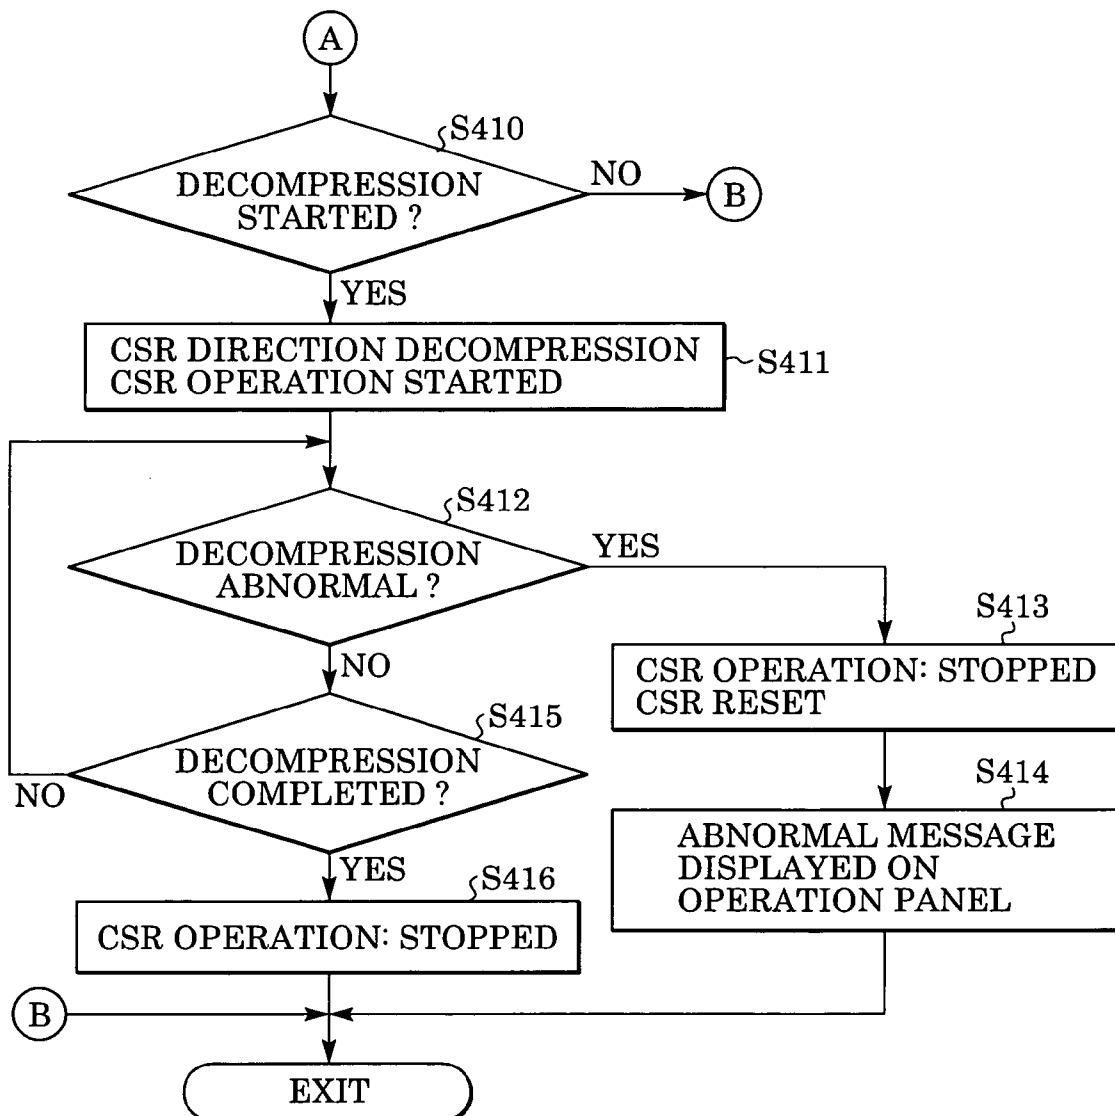 A
S410
DECOMPRESSION
STARTED ?
NO
B
YES
CSR DIRECTION DECOMPRESSION
CSR OPERATION STARTED
S411
S412
DECOMPRESSION
ABNORMAL ?
YES
NO
S413
CSR OPERATION: STOPPED
CSR RESET
S415
DECOMPRESSION
COMPLETED ?
NO
YES
S414
ABNORMAL MESSAGE
DISPLAYED ON
OPERATION PANEL
S416
CSR OPERATION: STOPPED
B
EXIT